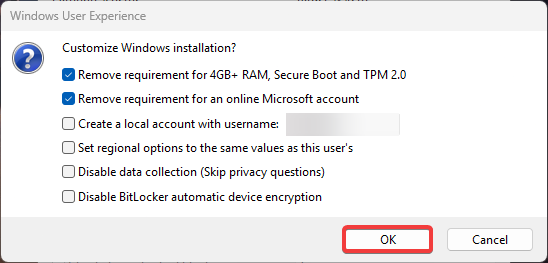 Windows User Experience
Customize Windows installation?
Remove requirement for 4GB+ RAM, Secure Boot and TPM 2.0
Remove requirement for an online Microsoft account
Create a local account with username:
Set regional options to the same values as this user's
Disable data collection (Skip privacy questions)
Disable BitLocker automatic device encryption
OK
Cancel